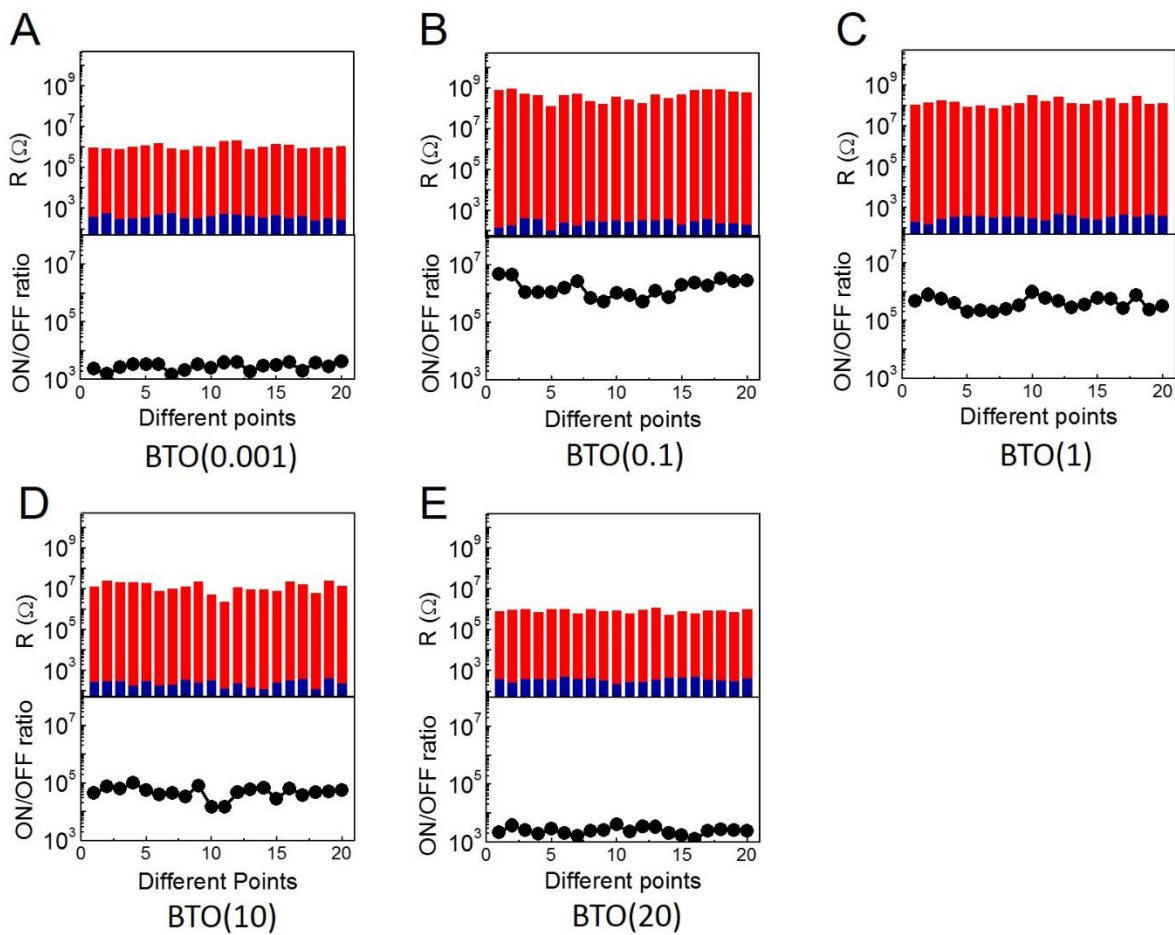 A
10^9
10^7
10^5
10^3
R (Ω)
10^7
10^5
10^3
ON/OFF ratio
0 5 10 15 20
Different points
BTO(0.001)
B
10^9
10^7
10^5
10^3
R (Ω)
10^7
10^5
10^3
ON/OFF ratio
0 5 10 15 20
Different points
BTO(0.1)
C
10^9
10^7
10^5
10^3
R (Ω)
10^7
10^5
10^3
ON/OFF ratio
0 5 10 15 20
Different points
BTO(1)
D
10^9
10^7
10^5
10^3
R (Ω)
10^7
10^5
10^3
ON/OFF ratio
0 5 10 15 20
Different Points
BTO(10)
E
10^9
10^7
10^5
10^3
R (Ω)
10^7
10^5
10^3
ON/OFF ratio
0 5 10 15 20
Different points
BTO(20)